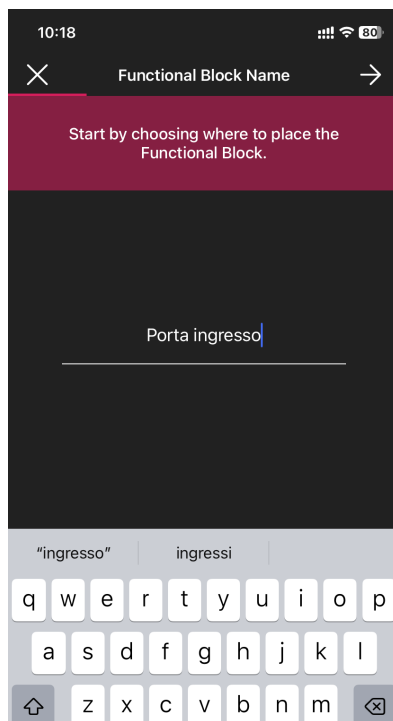 10:18
80
Functional Block Name
Start by choosing where to place the
Functional Block.
Porta ingresso
“ingresso”
ingressi
q w e r t y u i o p
a s d f g h j k l
z x c v b n m